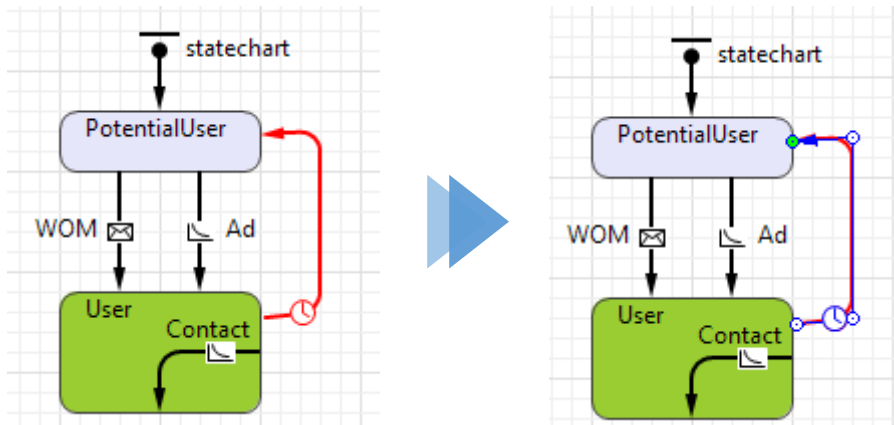 statechart
PotentialUser
WOM
Ad
User
Contact
statechart
PotentialUser
WOM
Ad
User
Contact